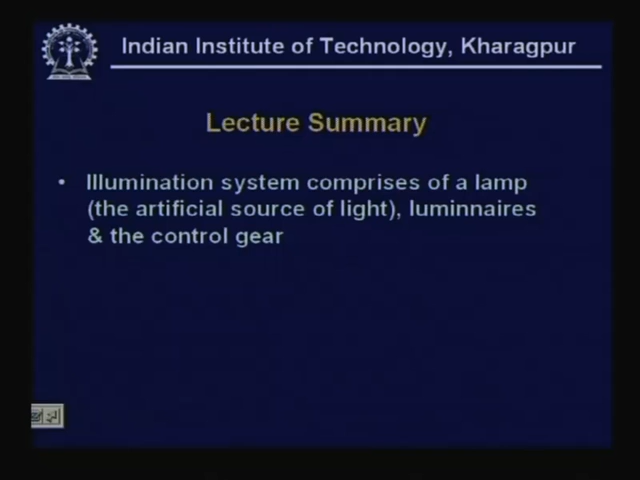 Indian Institute of Technology, Kharagpur
Lecture Summary
• Illumination system comprises of a lamp
(the artificial source of light), luminnaires
& the control gear